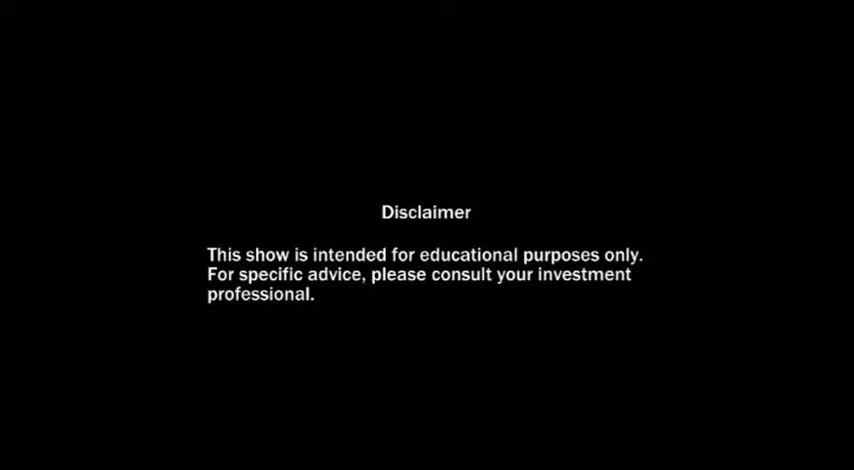 Disclaimer
This show is intended for educational purposes only.
For specific advice, please consult your investment
professional.